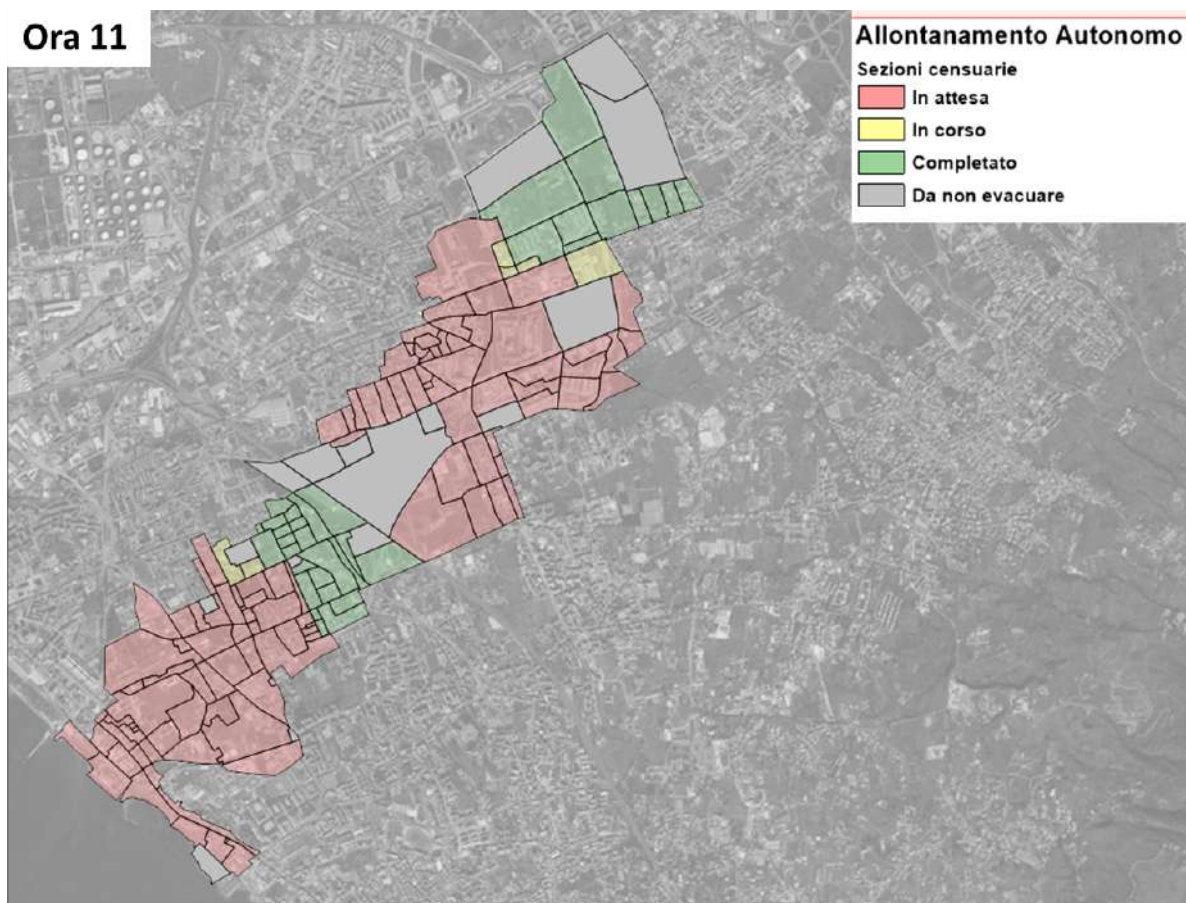 Ora 11
Allontanamento Autonomo
Sezioni censuarie
In attesa
In corso
Completato
Da non evacuare